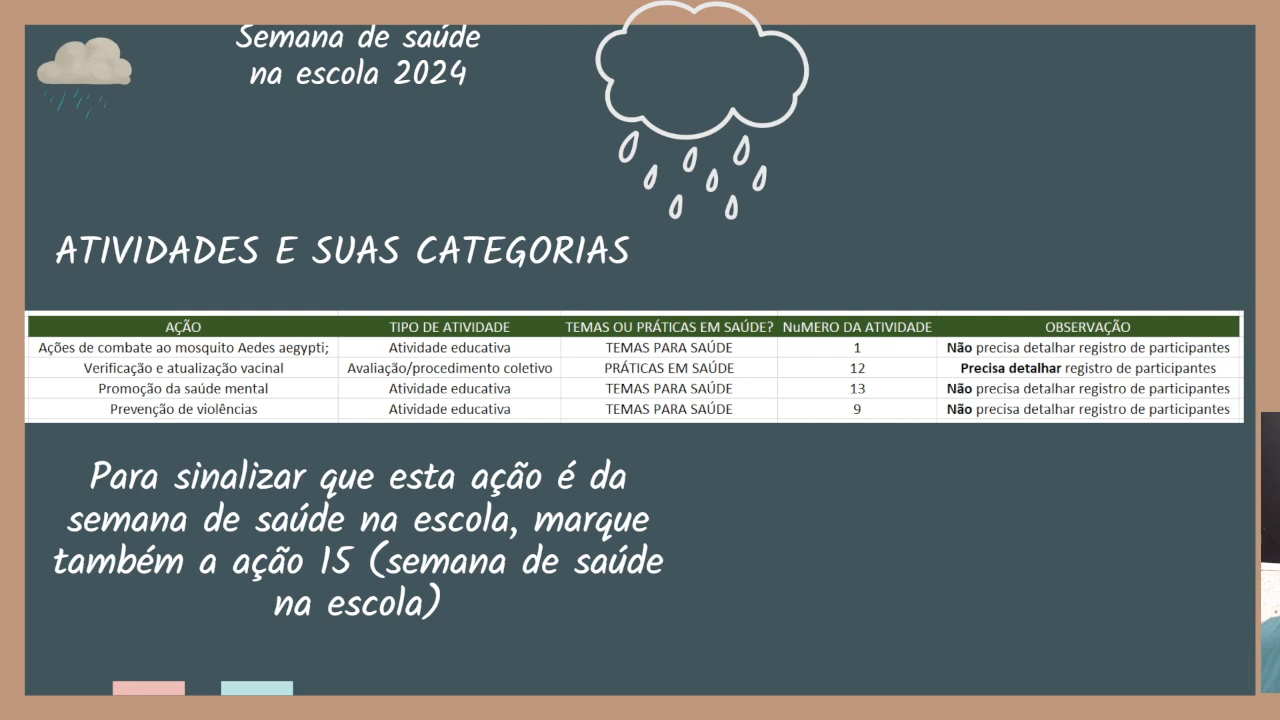 Semana de saúde
na escola 2024
ATIVIDADES E SUAS CATEGORIAS
AÇÃO TIPO DE ATIVIDADE TEMAS OU PRÁTICAS EM SAÚDE? NuMERO DA ATIVIDADE OBSERVAÇÃO
Ações de combate ao mosquito Aedes aegypti; Atividade educativa TEMAS PARA SAÚDE 1 Não precisa detalhar registro de participantes
Verificação e atualização vacinal Avaliação/procedimento coletivo PRÁTICAS EM SAÚDE 12 Precisa detalhar registro de participantes
Promoção da saúde mental Atividade educativa TEMAS PARA SAÚDE 13 Não precisa detalhar registro de participantes
Prevenção de violências Atividade educativa TEMAS PARA SAÚDE 9 Não precisa detalhar registro de participantes
Para sinalizar que esta ação é da
semana de saúde na escola, marque
também a ação 15 (semana de saúde
na escola)